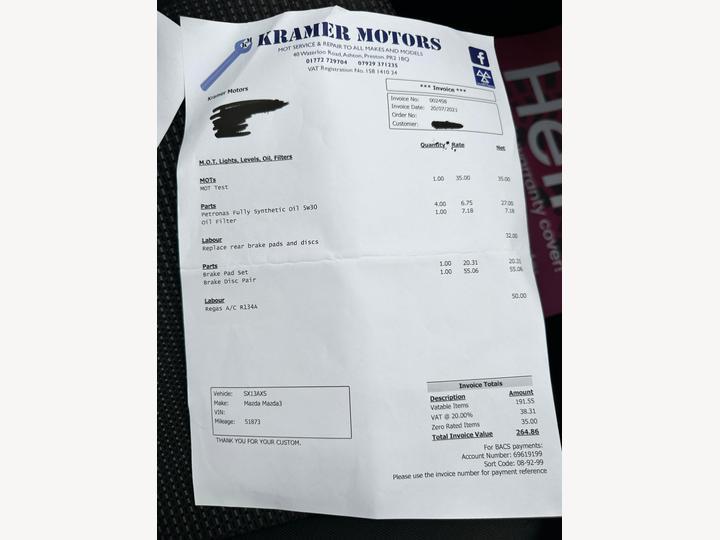 KRAMER MOTORS
MOT SERVICE & REPAIR TO ALL MAKES AND MODELS
40 Waterloo Road, Ashton, Preston. PR2 1BQ
01772 729704 07929 371235
VAT Registration No. 158 1410 34
Kramer Motors
*** Invoice ***
Invoice No: 002456
Invoice Date: 20/07/2023
Order No:
Customer:
Quantity Rate Net
M.O.T, Lights, Levels, Oil, Filters
MOTs
MOT Test 1.00 35.00 35.00
Parts
Petronas Fully Synthetic Oil 5w30 4.00 6.75 27.00
Oil Filter 1.00 7.18 7.18
Labour
Replace rear brake pads and discs 32.00
Parts
Brake Pad Set 1.00 20.31 20.31
Brake Disc Pair 1.00 55.06 55.06
Labour
Regas A/C R134A 50.00
Vehicle: SX13AXS
Make: Mazda Mazda3
VIN:
Mileage: 51873
THANK YOU FOR YOUR CUSTOM.
Invoice Totals
Description Amount
Vatable Items 191.55
VAT @ 20.00% 38.31
Zero Rated Items 35.00
Total Invoice Value 264.86
For BACS payments:
Account Number: 69619199
Sort Code: 08-92-99
Please use the invoice number for payment reference
warranty cover!